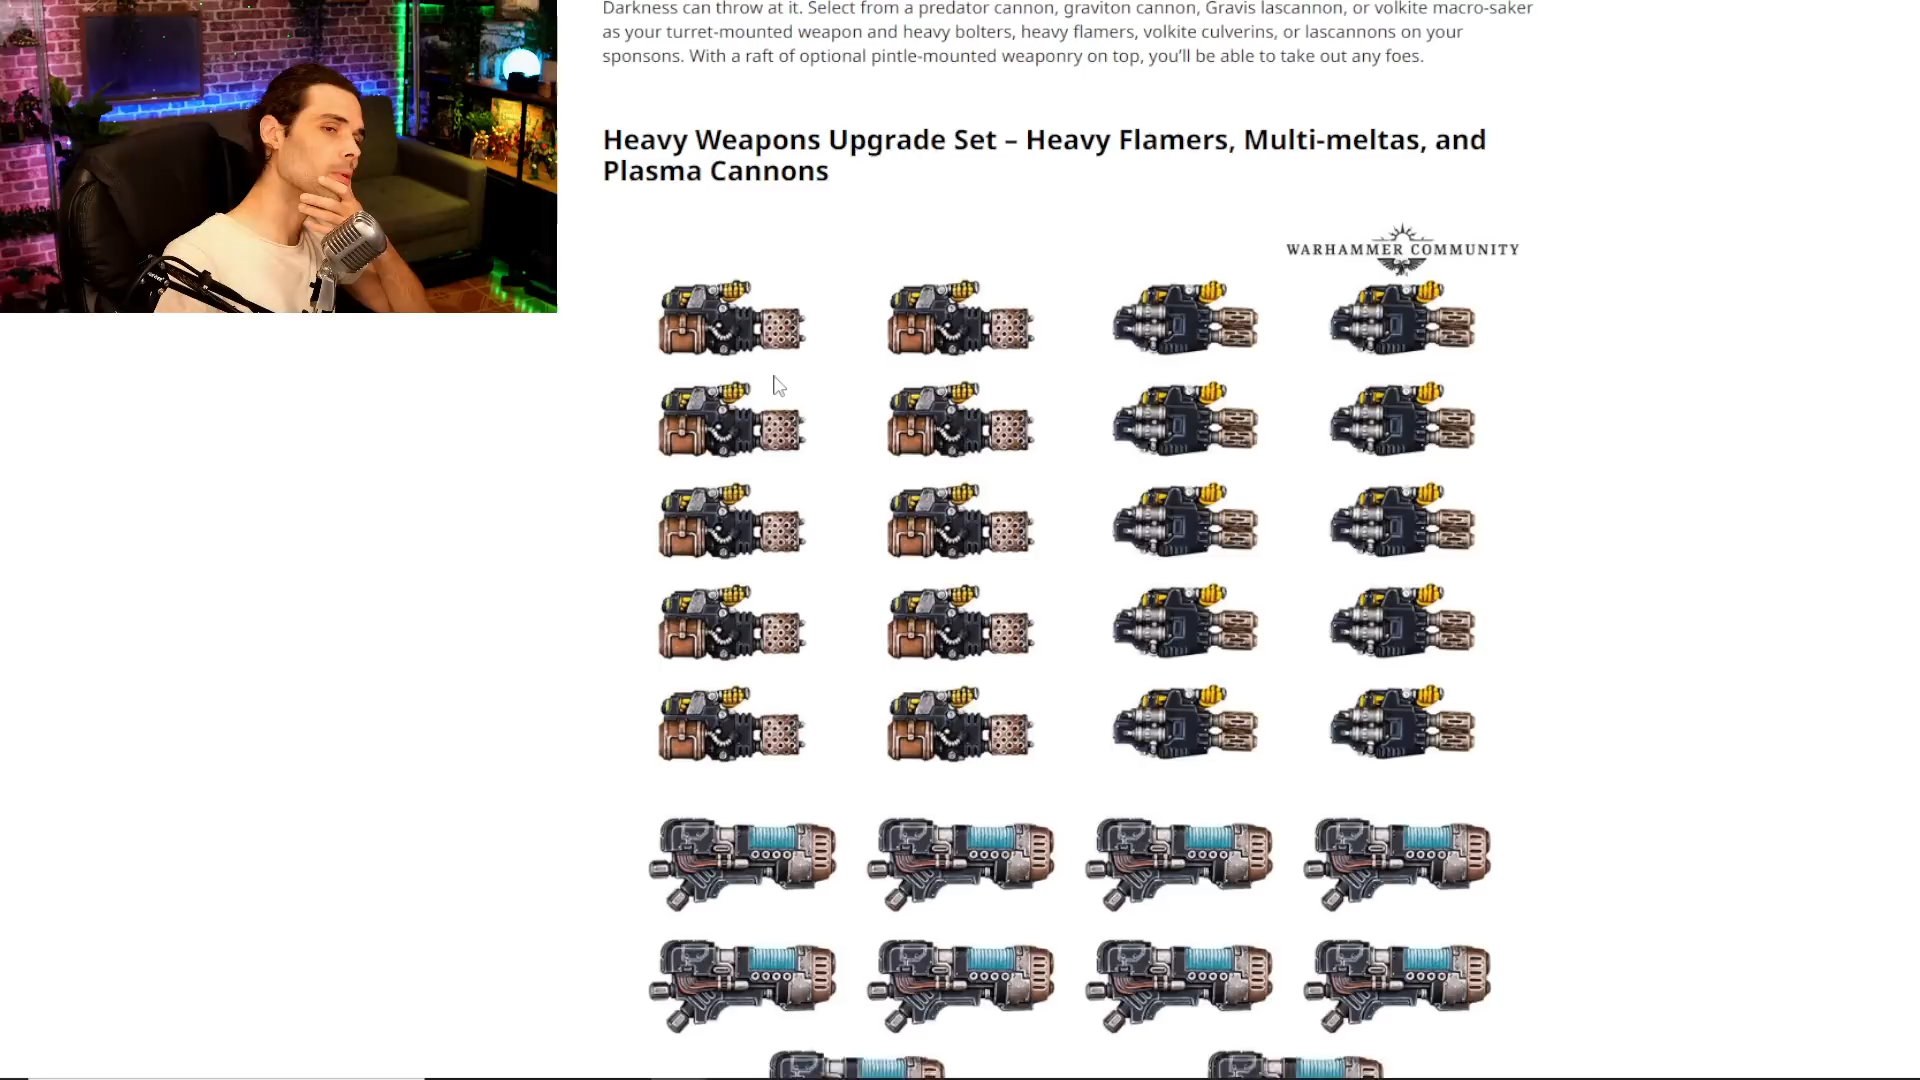 Darkness can throw at it. Select from a predator cannon, graviton cannon, Gravis lascannon, or volkite macro-saker
as your turret-mounted weapon and heavy bolters, heavy flamers, volkite culverins, or lascannons on your
sponsons. With a raft of optional pintle-mounted weaponry on top, you’ll be able to take out any foes.
Heavy Weapons Upgrade Set – Heavy Flamers, Multi-meltas, and
Plasma Cannons
WARHAMMER COMMUNITY